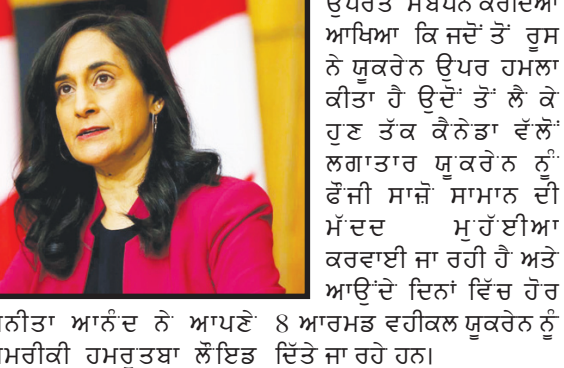 ਉਪਰੰਤ ਸੰਬੋਧਨ ਕਰਦਿਆਂ
ਆਖਿਆ ਕਿ ਜਦੋਂ ਤੋਂ ਰੂਸ
ਨੇ ਯੂਕਰੇਨ ਉਪਰ ਹਮਲਾ
ਕੀਤਾ ਹੈ ਉਦੋਂ ਤੋਂ ਲੈ ਕੇ
ਹੁਣ ਤੱਕ ਕੈਨੇਡਾ ਵੱਲੋਂ
ਲਗਾਤਾਰ ਯੂਕਰੇਨ ਨੂੰ
ਫੌਜੀ ਸਾਜ਼ੋ ਸਾਮਾਨ ਦੀ
ਮੱਦਦ ਮੁਹੱਈਆ
ਕਰਵਾਈ ਜਾ ਰਹੀ ਹੈ ਅਤੇ
ਆਉਂਦੇ ਦਿਨਾਂ ਵਿੱਚ ਹੋਰ
8 ਆਰਮਡ ਵਹੀਕਲ ਯੂਕਰੇਨ ਨੂੰ
ਦਿੱਤੇ ਜਾ ਰਹੇ ਹਨ।
ਆਨੰਦ ਨੇ ਆਪਣੇ
ਹਮਰੁਤਬਾ ਲੌਇਡ